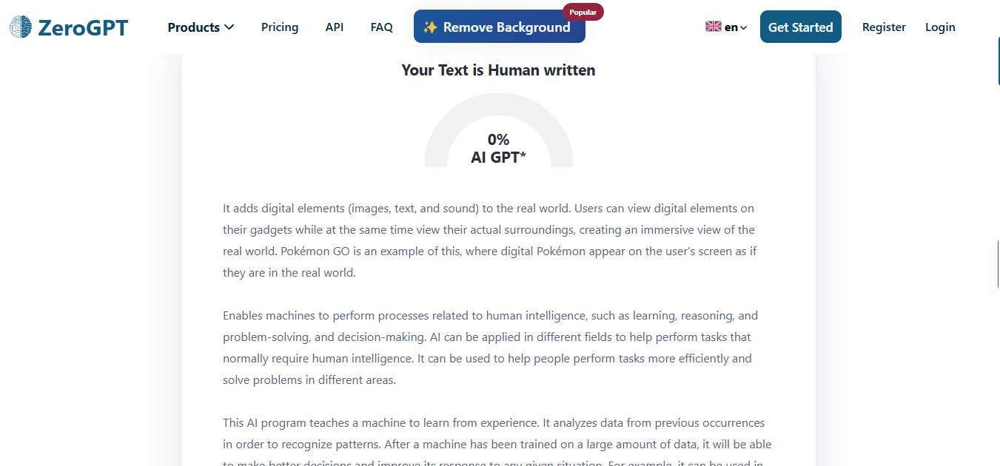 ZeroGPT
Products
Pricing
API
FAQ
✨ Remove Background
Popular
en
Get Started
Register
Login
Your Text is Human written
0%
AI GPT*
It adds digital elements (images, text, and sound) to the real world. Users can view digital elements on
their gadgets while at the same time view their actual surroundings, creating an immersive view of the
real world. Pokémon GO is an example of this, where digital Pokémon appear on the user's screen as if
they are in the real world.
Enables machines to perform processes related to human intelligence, such as learning, reasoning, and
problem-solving, and decision-making. AI can be applied in different fields to help perform tasks that
normally require human intelligence. It can be used to help people perform tasks more efficiently and
solve problems in different areas.
This AI program teaches a machine to learn from experience. It analyzes data from previous occurrences
in order to recognize patterns. After a machine has been trained on a large amount of data, it will be able
to make better decisions and improve its response to any given situation. For example, it can be used in